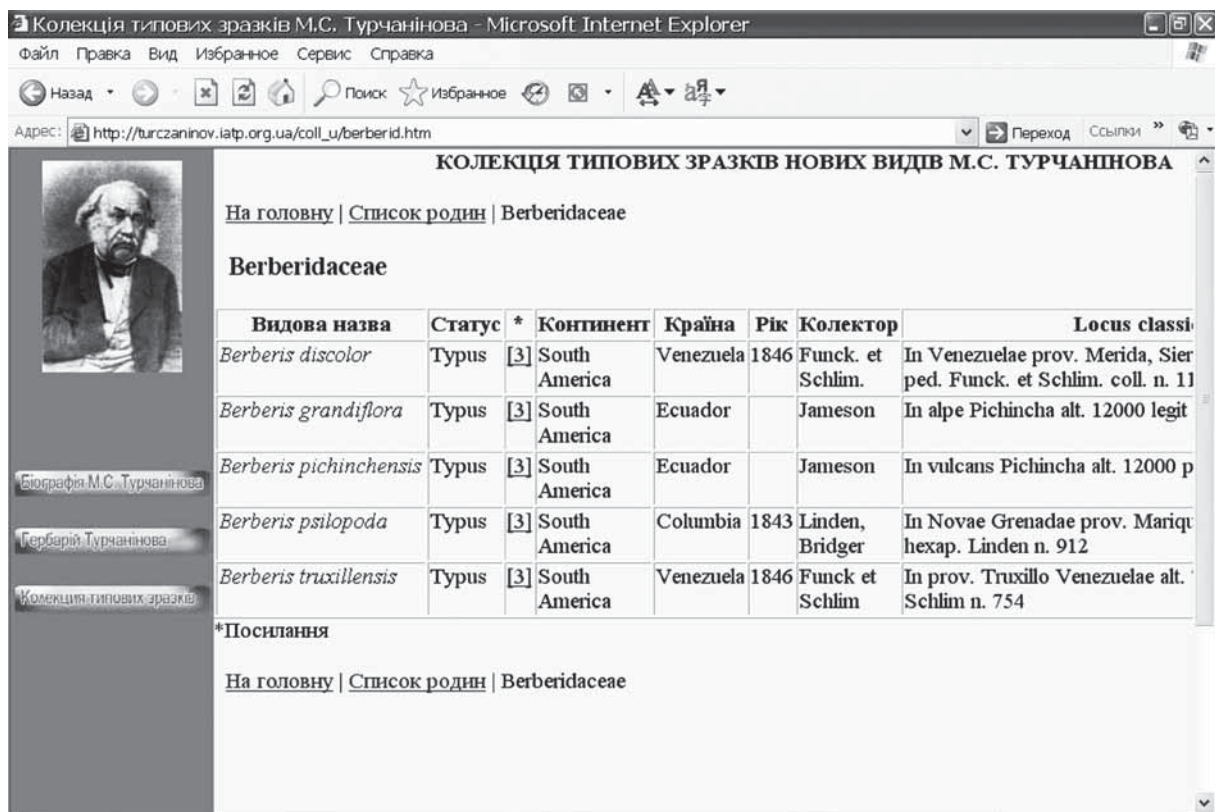 Колекція типових зразків М.С. Турчанінова - Microsoft Internet Explorer
Файл Правка Вид Избранное Сервис Справка
Назад Поиск Избранное
Адрес: http://turczaninov.iatp.org.ua/coll_u/berberid.htm Переход Ссылки »
КОЛЕКЦІЯ ТИПОВИХ ЗРАЗКІВ НОВИХ ВИДІВ М.С. ТУРЧАНІНОВА
На головну | Список родин | Berberidaceae
Berberidaceae
Видова назва Статус * Континент Країна Рік Колектор Locus classi
Berberis discolor Typus [3] South Venezuela 1846 Funck. et In Venezuelae prov. Merida, Sier
America Schlim. ped. Funck. et Schlim. coll. n. 11
Berberis grandiflora Typus [3] South Ecuador Jameson In alpe Pichincha alt. 12000 legit
America
Berberis pichinchensis Typus [3] South Ecuador Jameson In vulcans Pichincha alt. 12000 p
America
Berberis psilopoda Typus [3] South Columbia 1843 Linden, In Novae Grenadae prov. Mariqu
America Bridger hexap. Linden n. 912
Berberis truxillensis Typus [3] South Venezuela 1846 Funck et In prov. Truxillo Venezuelae alt.
America Schlim Schlim n. 754
*Посилання
На головну | Список родин | Berberidaceae
Біографія М.С. Турчанінова
Гербарій Турчанінова
Колекция типових зразків